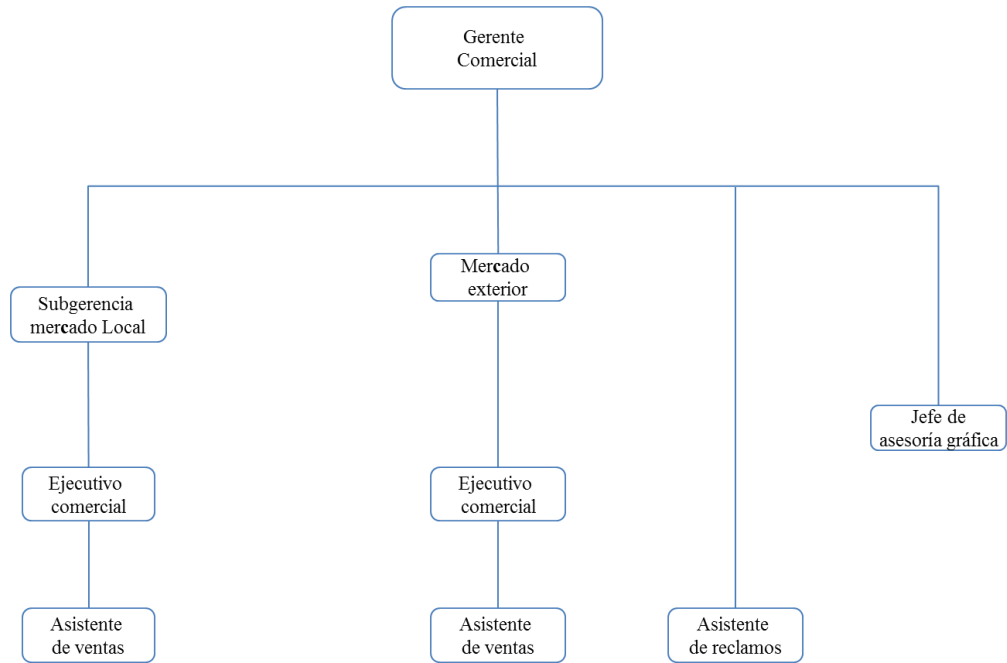 Gerente
Comercial
Mercado
exterior
Subgerencia
mercado Local
Jefe de
asesoría gráfica
Ejecutivo
comercial
Ejecutivo
comercial
Asistente
de ventas
Asistente
de ventas
Asistente
de reclamos